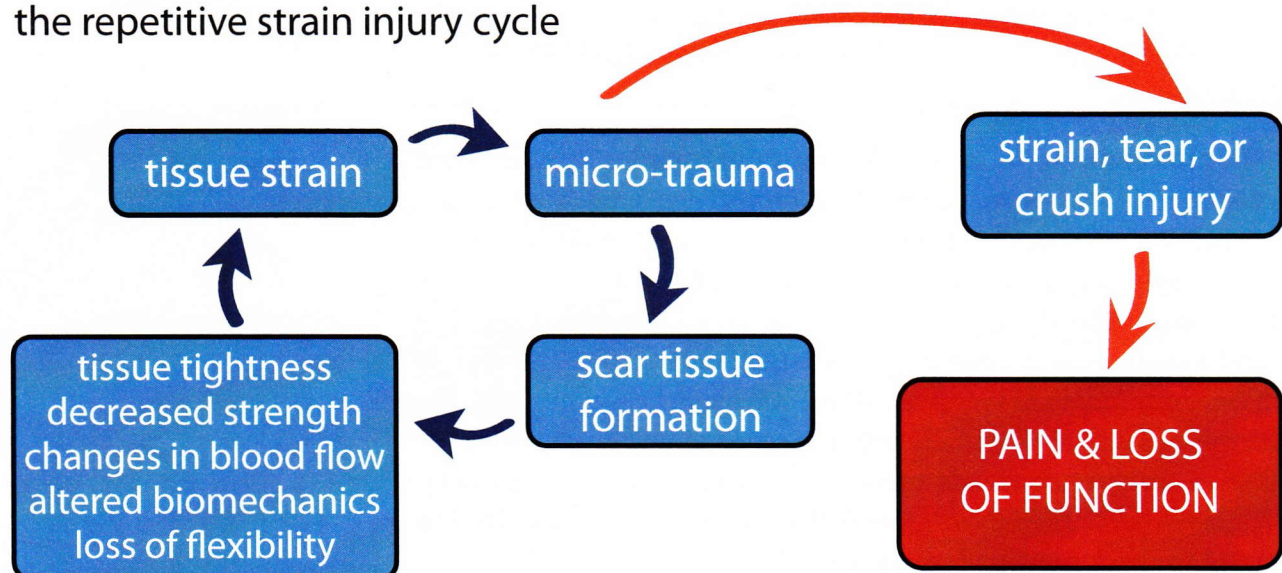 the repetitive strain injury cycle
tissue strain
micro-trauma
strain, tear, or
crush injury
tissue tightness
decreased strength
changes in blood flow
altered biomechanics
loss of flexibility
scar tissue
formation
PAIN & LOSS
OF FUNCTION